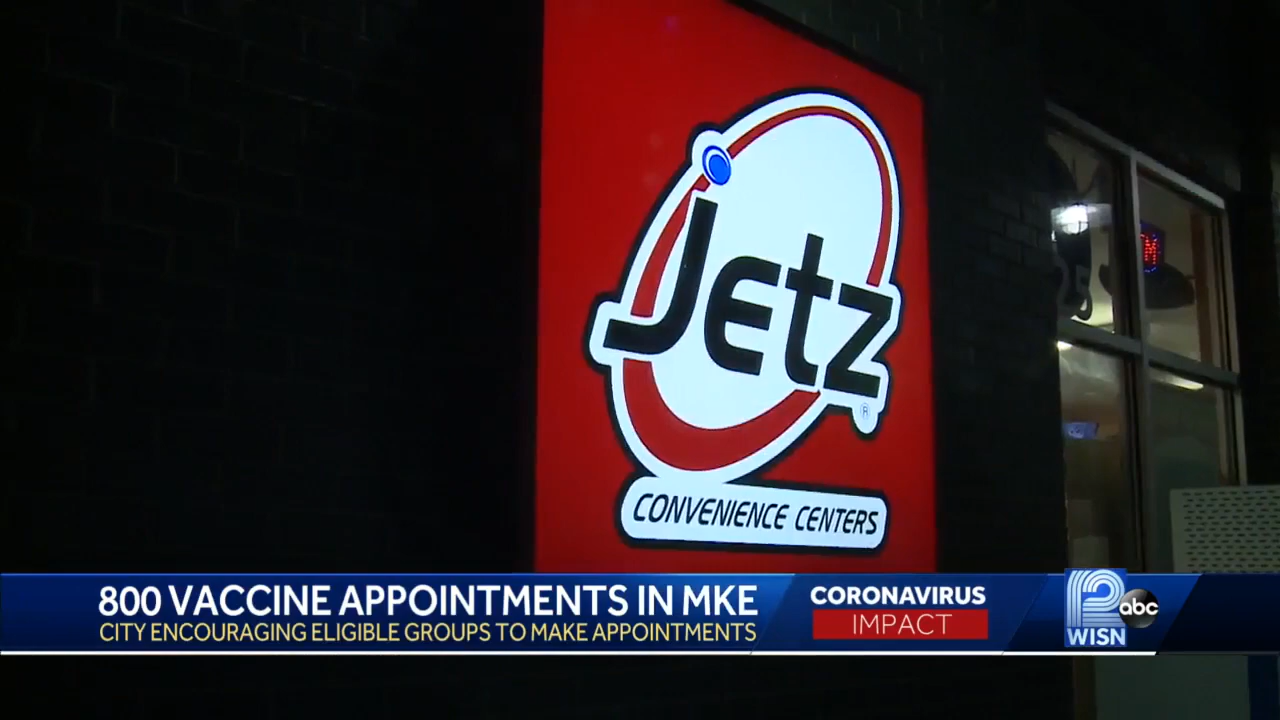 Jetz
®
CONVENIENCE CENTERS
800 VACCINE APPOINTMENTS IN MKE
CITY ENCOURAGING ELIGIBLE GROUPS TO MAKE APPOINTMENTS
CORONAVIRUS
IMPACT
12
abc
WISN